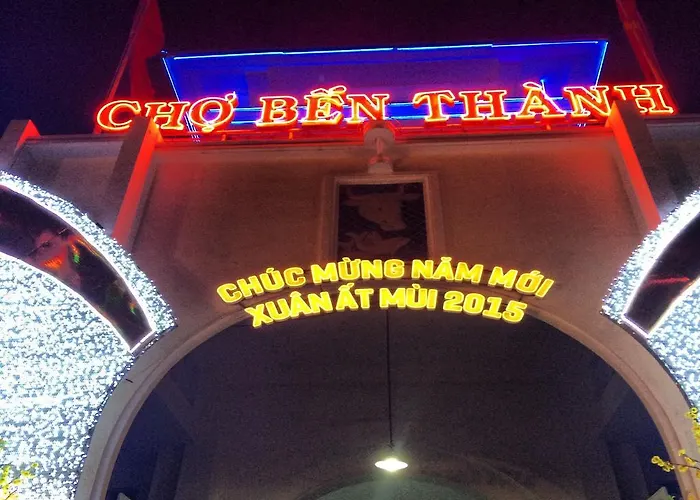 CHỢ BẾN THÀNH
CHÚC MỪNG NĂM MỚI
XUÂN ẤT MÙI 2015